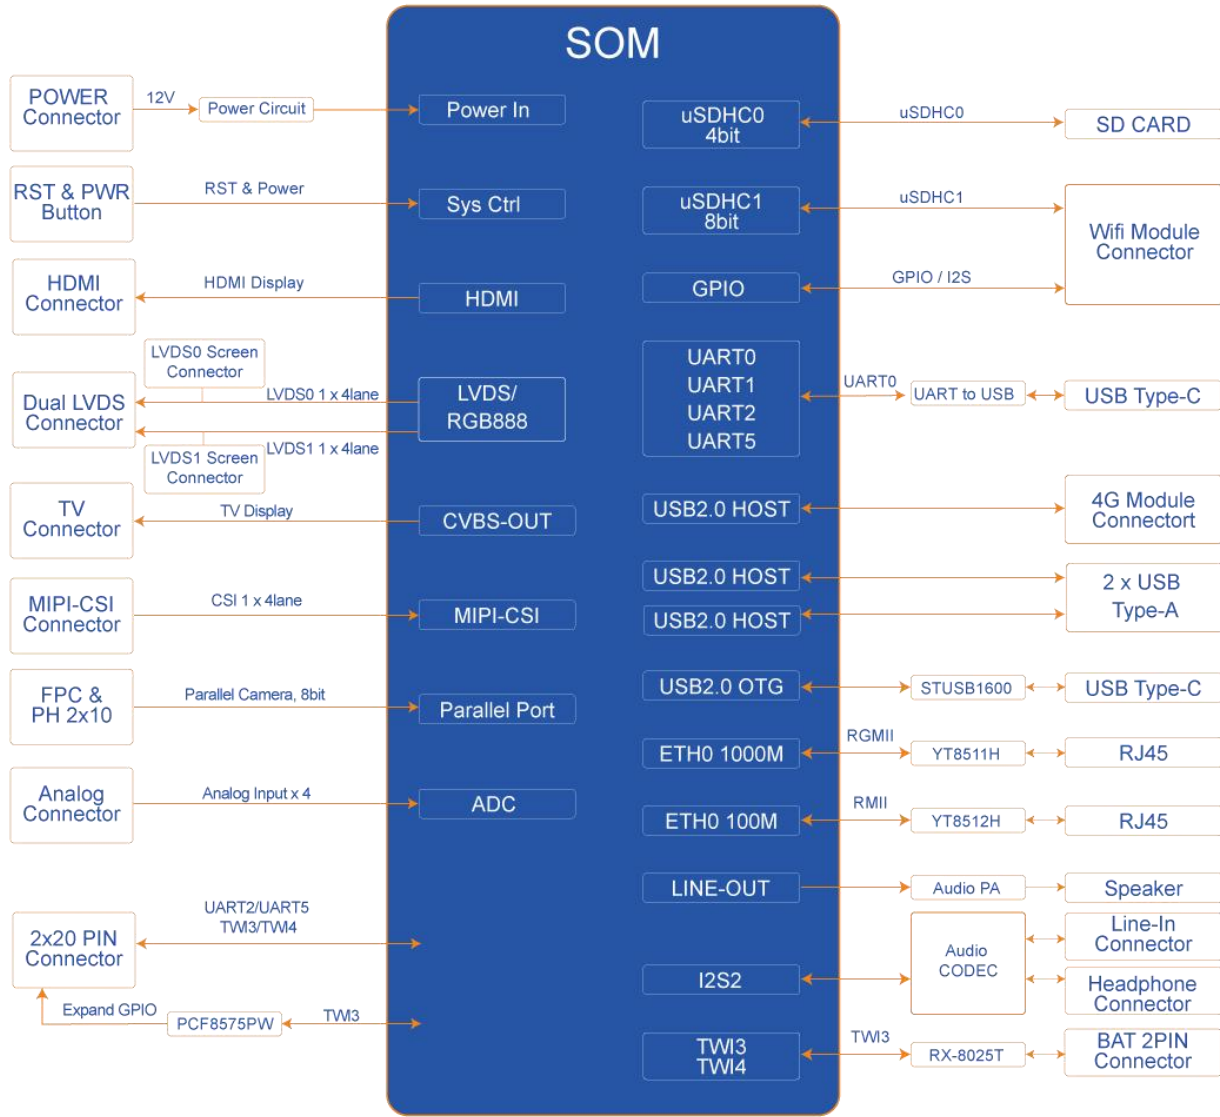 SOM
POWER
Connector
12V
Power Circuit
Power In
RST & PWR
Button
RST & Power
Sys Ctrl
HDMI
Connector
HDMI Display
HDMI
LVDS0 Screen
Connector
Dual LVDS
Connector
LVDS0 1 x 4lane
LVDS1 1 x 4lane
LVDS1 Screen
Connector
LVDS/
RGB888
TV
Connector
TV Display
CVBS-OUT
MIPI-CSI
Connector
CSI 1 x 4lane
MIPI-CSI
FPC &
PH 2x10
Parallel Camera, 8bit
Parallel Port
Analog
Connector
Analog Input x 4
ADC
2x20 PIN
Connector
UART2/UART5
TWI3/TWI4
Expand GPIO
PCF8575PW
TWI3
uSDHC0
4bit
uSDHC0
SD CARD
uSDHC1
8bit
uSDHC1
Wifi Module
Connector
GPIO
GPIO / I2S
UART0
UART1
UART2
UART5
UART0
UART to USB
USB Type-C
USB2.0 HOST
4G Module
Connectort
USB2.0 HOST
USB2.0 HOST
2 x USB
Type-A
USB2.0 OTG
STUSB1600
USB Type-C
ETH0 1000M
RGMII
YT8511H
RJ45
ETH0 100M
RMII
YT8512H
RJ45
LINE-OUT
Audio PA
Speaker
I2S2
Audio
CODEC
Line-In
Connector
Headphone
Connector
TWI3
TWI4
TWI3
RX-8025T
BAT 2PIN
Connector